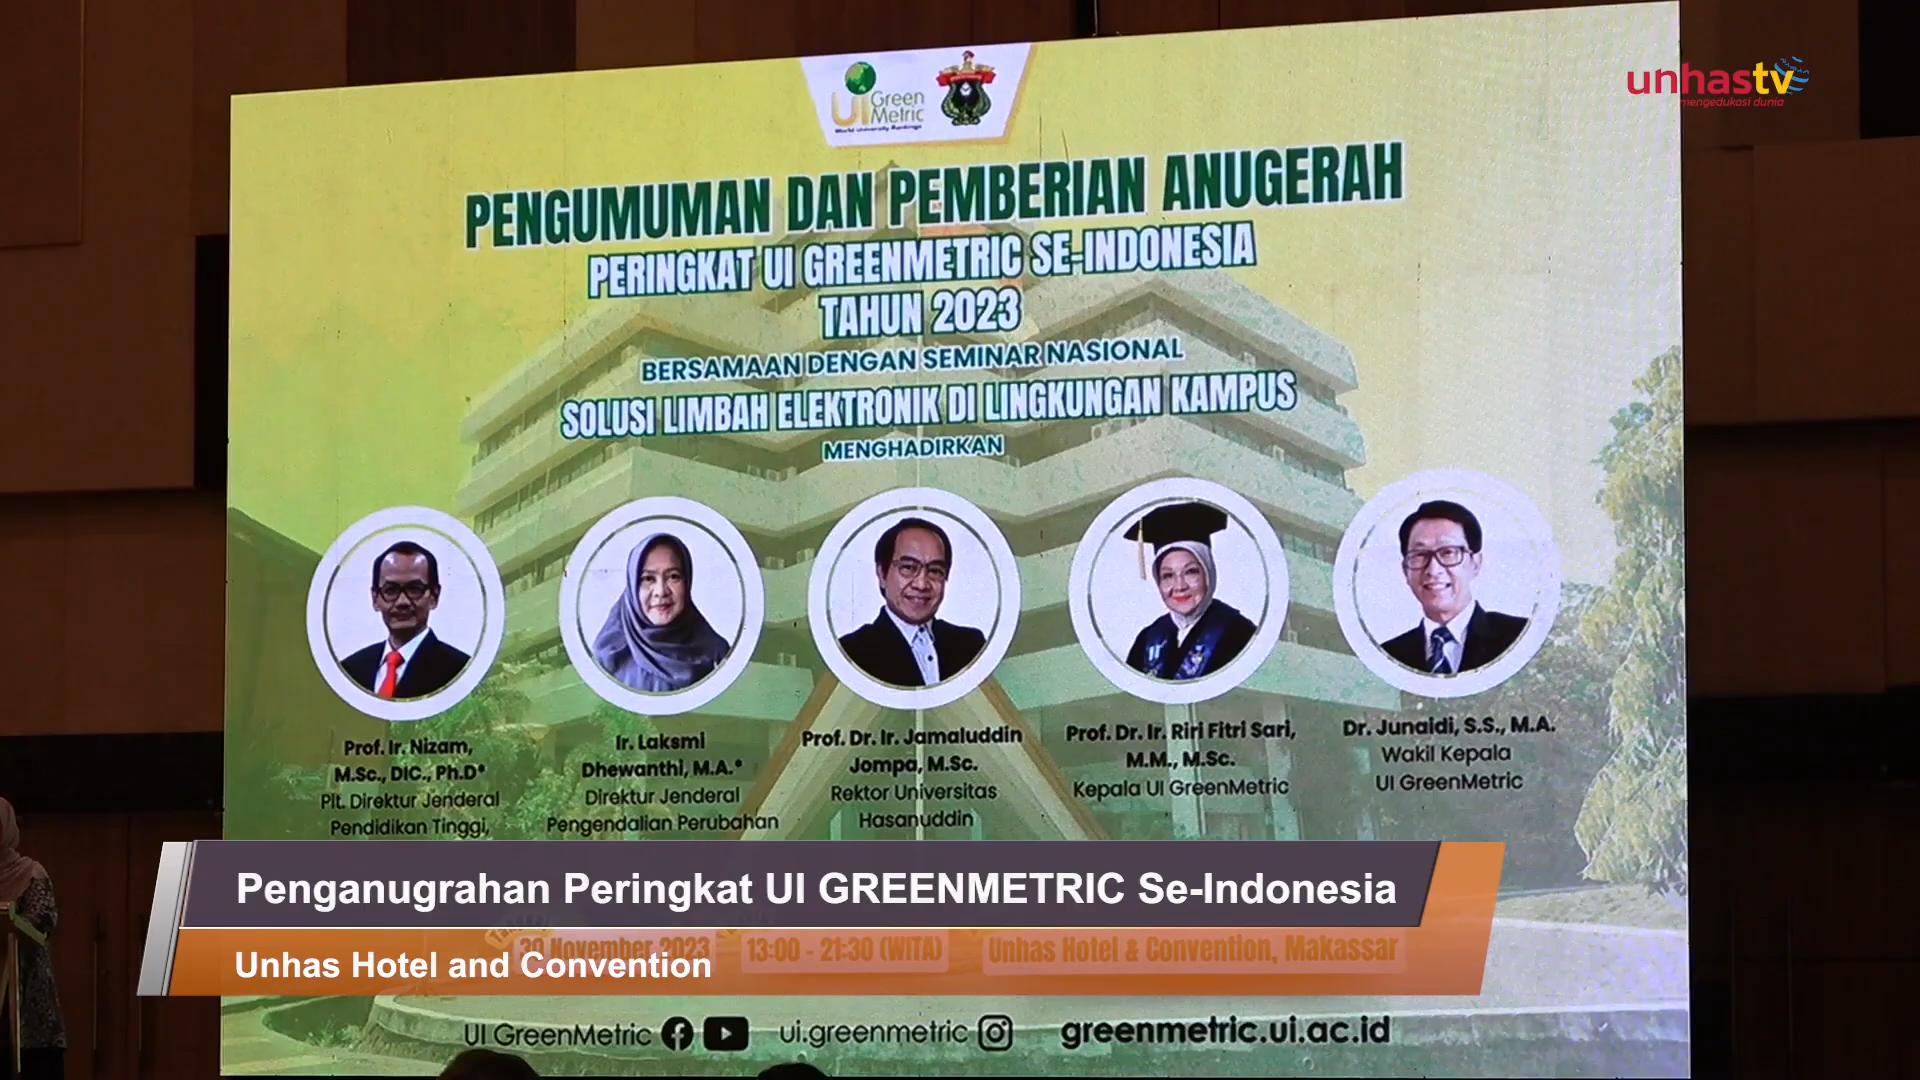 unhastv
mengedukasi dunia
UI Green
Metric
World University Rankings
PENGUMUMAN DAN PEMBERIAN ANUGERAH
PERINGKAT UI GREENMETRIC SE-INDONESIA
TAHUN 2023
BERSAMAAN DENGAN SEMINAR NASIONAL
SOLUSI LIMBAH ELEKTRONIK DI LINGKUNGAN KAMPUS
MENGHADIRKAN
Prof. Ir. Nizam,
M.Sc., DIC., Ph.D*
Plt. Direktur Jenderal
Pendidikan Tinggi,
Ir. Laksmi
Dhewanthi, M.A.*
Direktur Jenderal
Pengendalian Perubahan
Prof. Dr. Ir. Jamaluddin
Jompa, M.Sc.
Rektor Universitas
Hasanuddin
Prof. Dr. Ir. Riri Fitri Sari,
M.M., M.Sc.
Kepala UI GreenMetric
Dr. Junaidi, S.S., M.A.
Wakil Kepala
UI GreenMetric
Penganugrahan Peringkat UI GREENMETRIC Se-Indonesia
30 November 2023 13:00 - 21:30 (WITA) Unhas Hotel & Convention, Makassar
Unhas Hotel and Convention
UI GreenMetric ui.greenmetric greenmetric.ui.ac.id